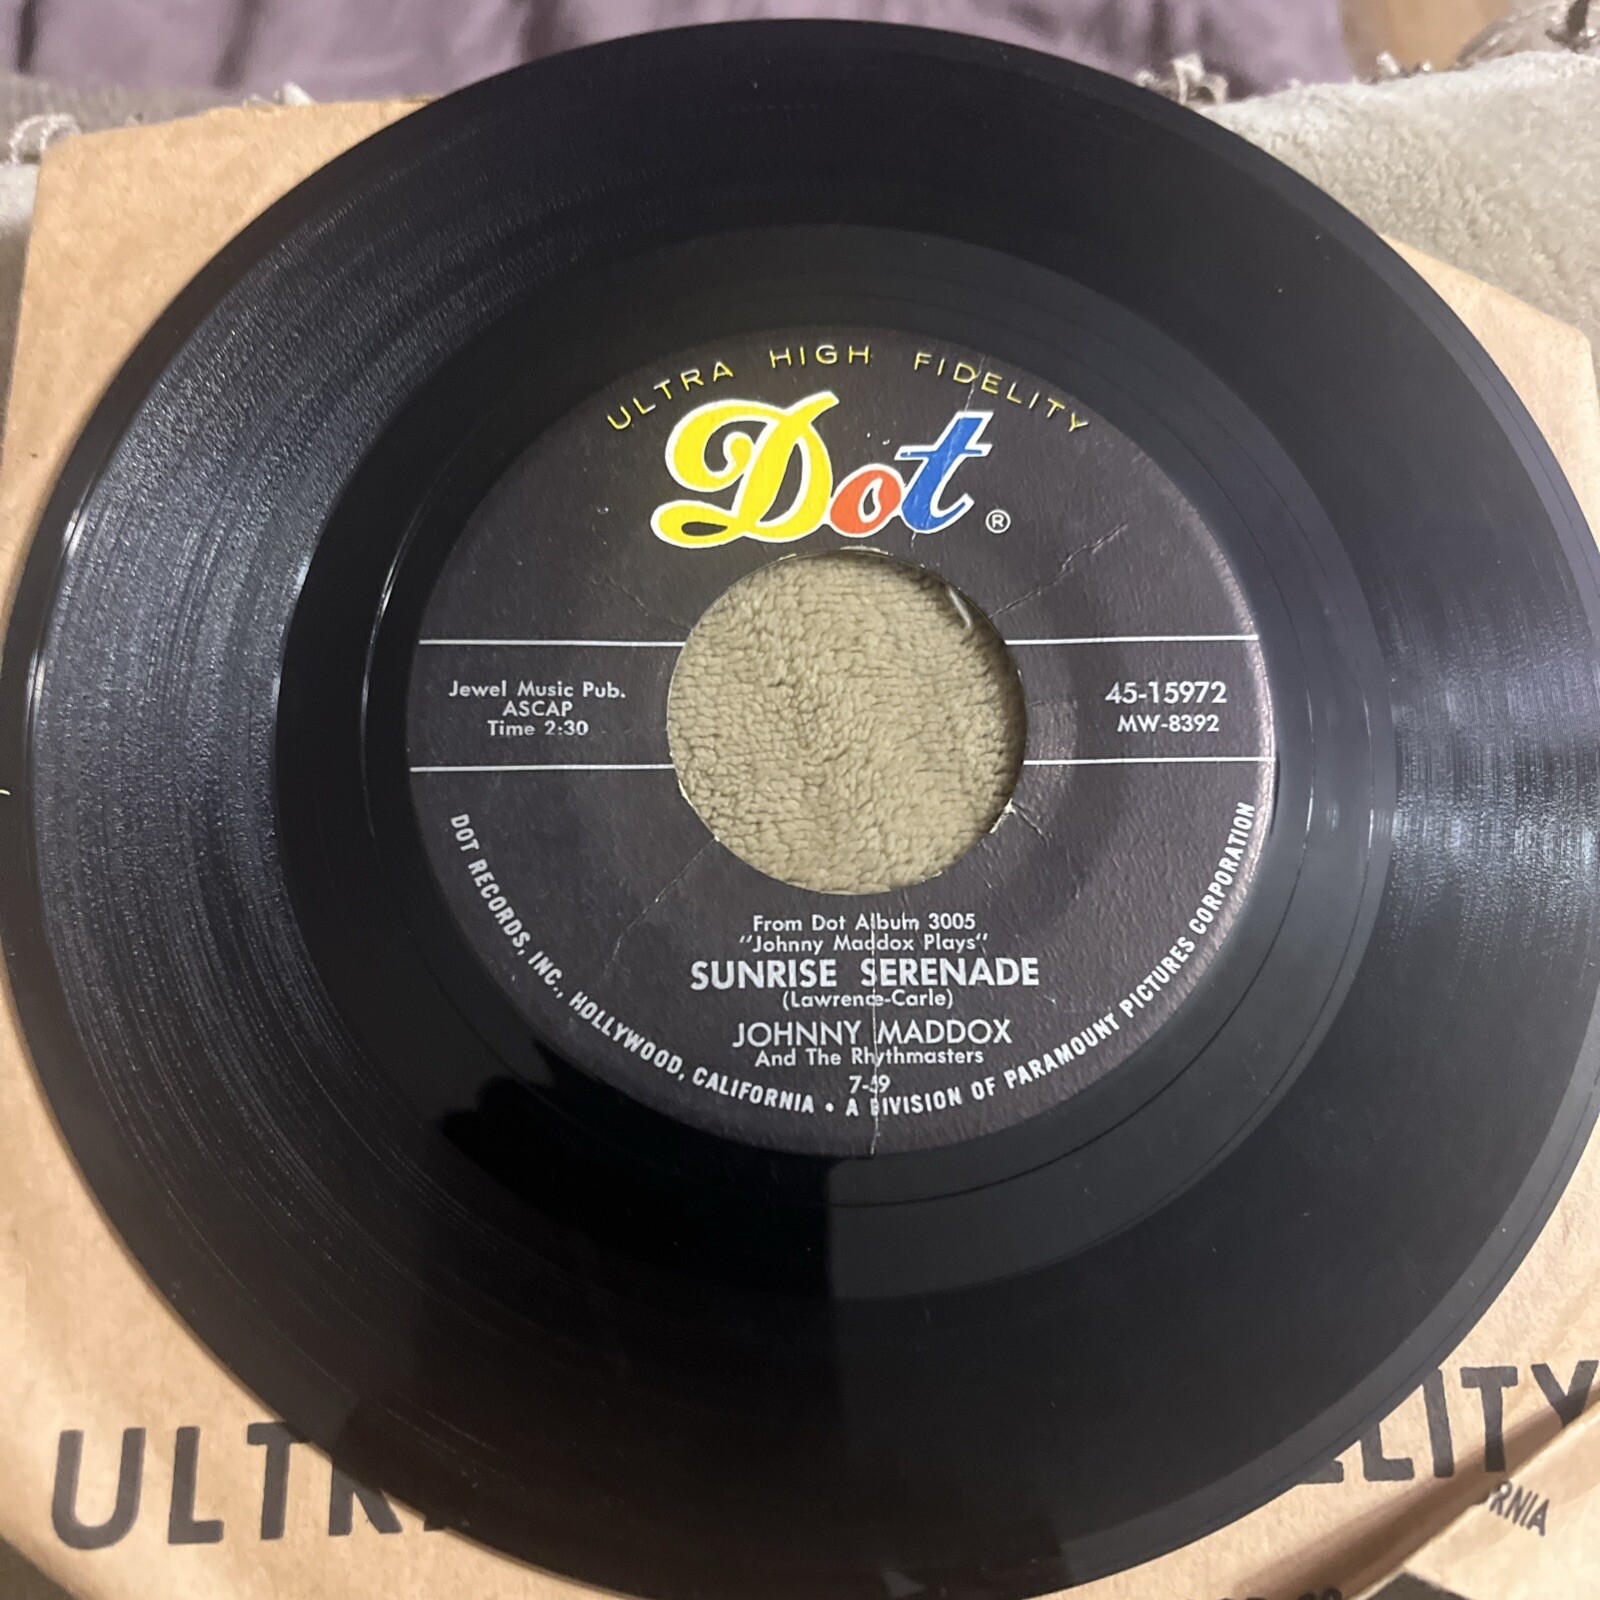 ULTRA HIGH FIDELITY
Dot ®
Jewel Music Pub.
ASCAP
Time 2:30
45-15972
MW-8392
From Dot Album 3005
"Johnny Maddox Plays"
SUNRISE SERENADE
(Lawrence-Carle)
JOHNNY MADDOX
And The Rhythmasters
7-59
DOT RECORDS, INC., HOLLYWOOD, CALIFORNIA • A DIVISION OF PARAMOUNT PICTURES CORPORATION
ULTR
ELITY
ORNIA